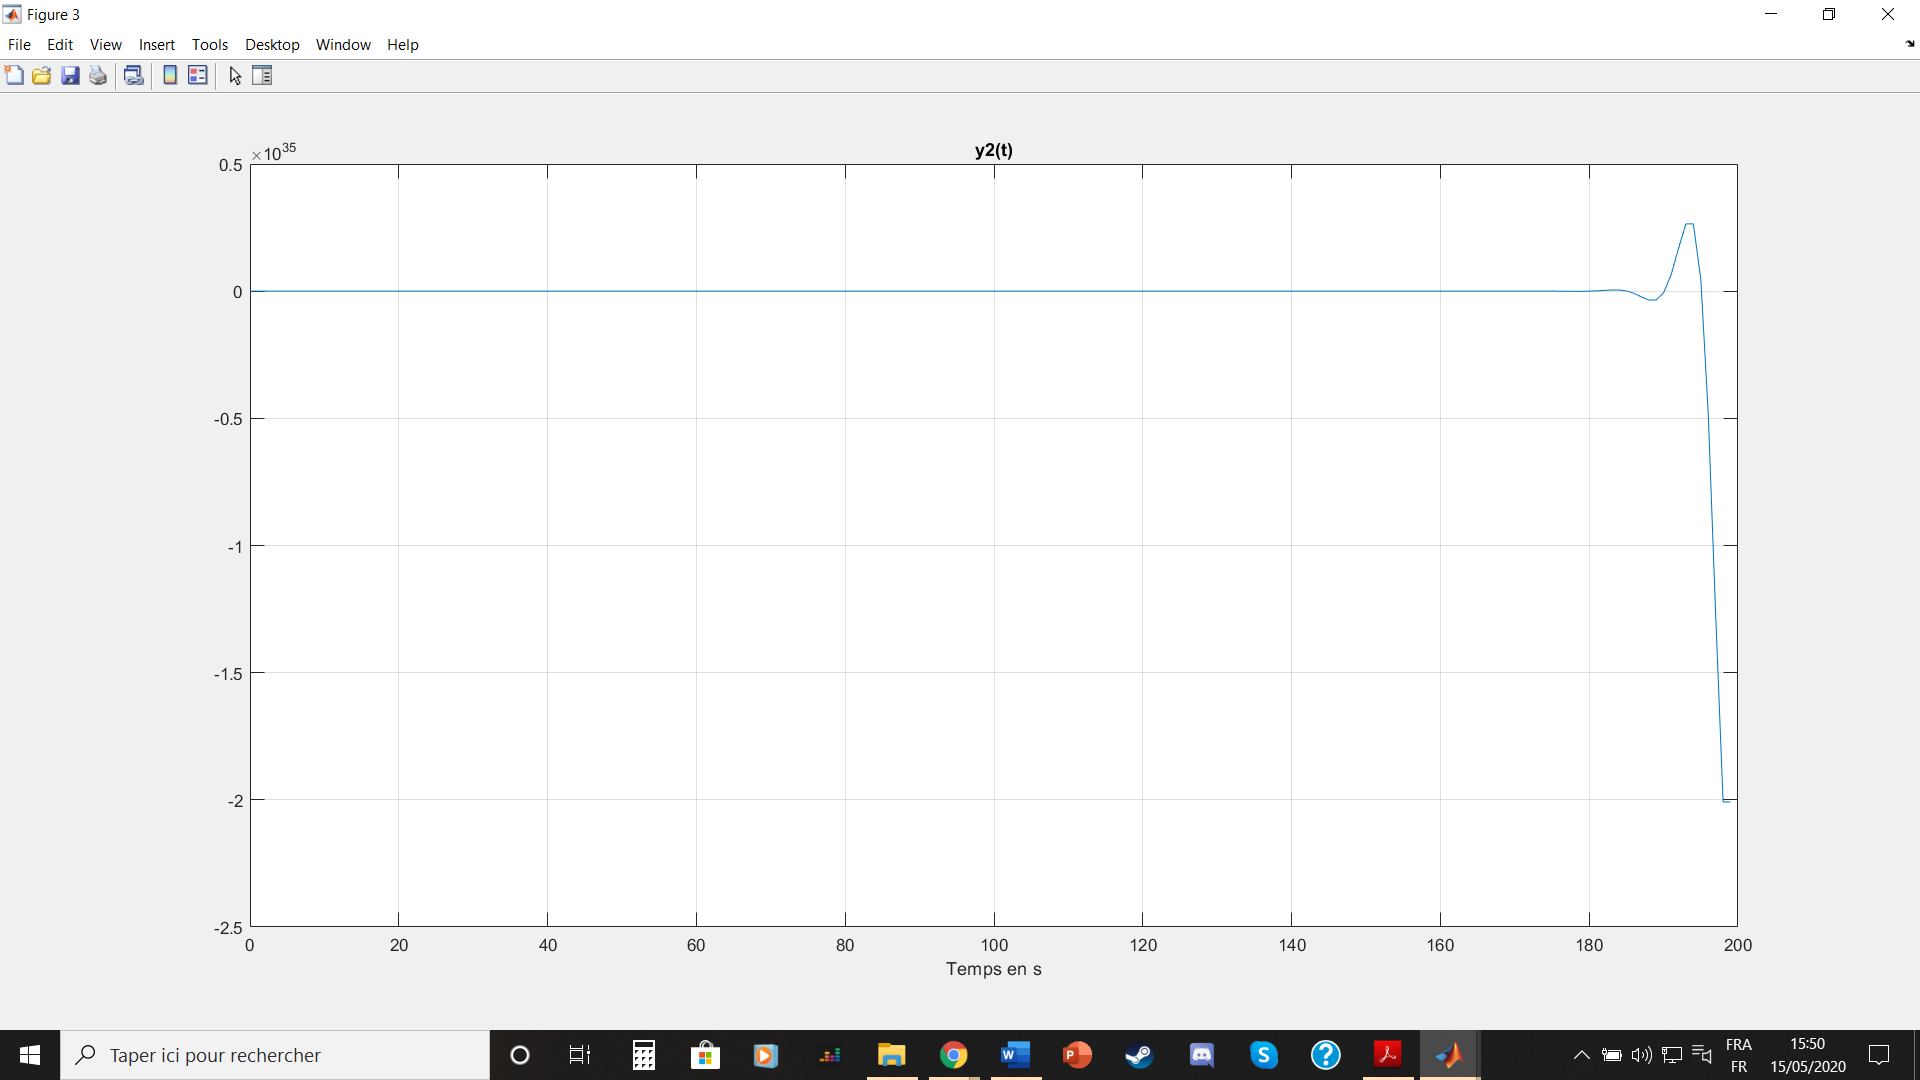 Figure 3
File Edit View Insert Tools Desktop Window Help
y2(t)
×10^35
0.5
0
-0.5
-1
-1.5
-2
-2.5
0 20 40 60 80 100 120 140 160 180 200
Temps en s
Taper ici pour rechercher
FRA
FR
15:50
15/05/2020